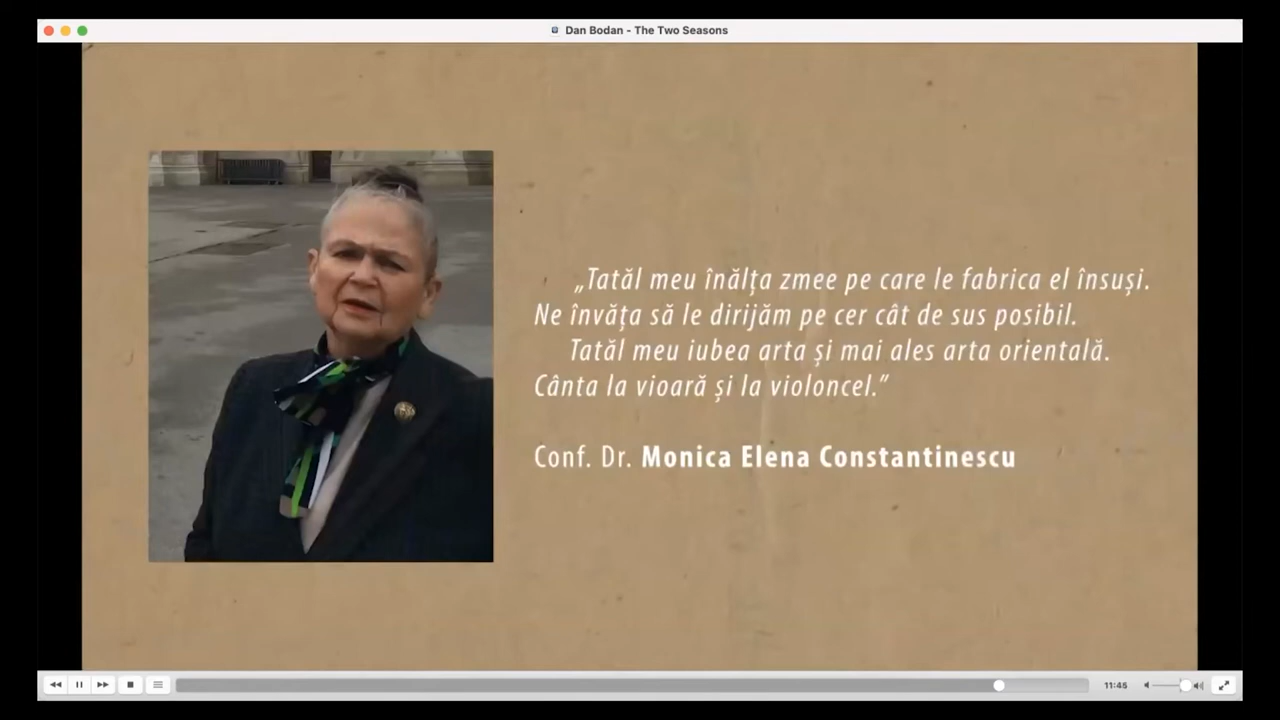 Dan Bodan - The Two Seasons
„Tatăl meu înălța zmee pe care le fabrica el însuși.
Ne învăța să le dirijăm pe cer cât de sus posibil.
Tatăl meu iubea arta și mai ales arta orientală.
Cânta la vioară și la violoncel.”
Conf. Dr. Monica Elena Constantinescu
11:45